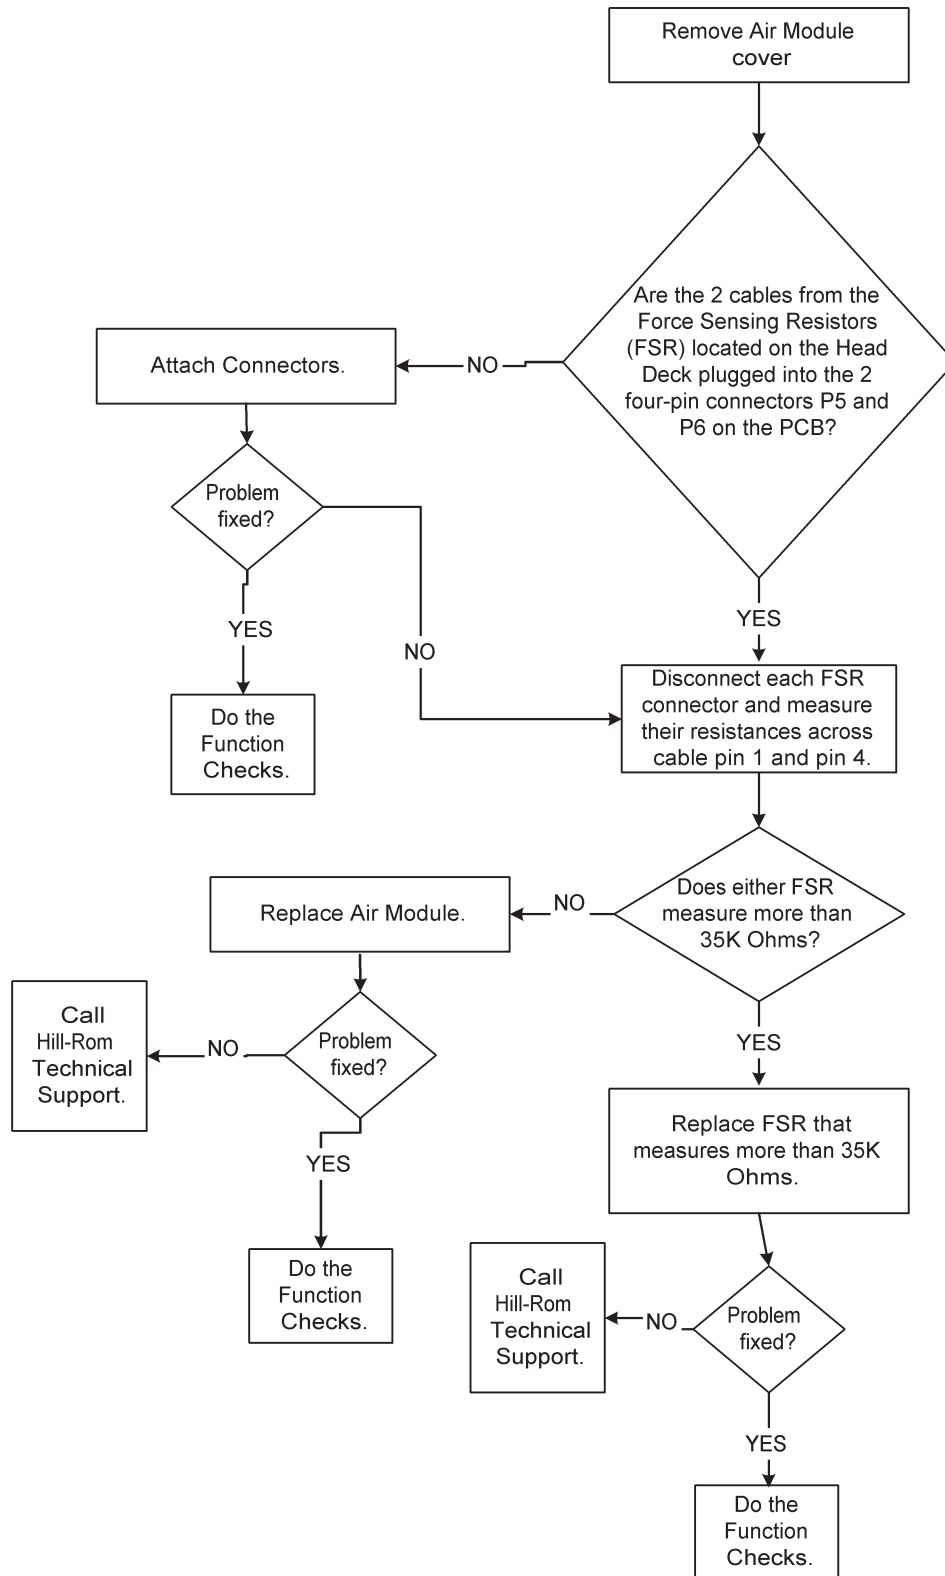 Remove Air Module
cover
Are the 2 cables from the
Force Sensing Resistors
(FSR) located on the Head
Deck plugged into the 2
four-pin connectors P5 and
P6 on the PCB?
NO
Attach Connectors.
Problem
fixed?
YES
NO
YES
Do the
Function
Checks.
Disconnect each FSR
connector and measure
their resistances across
cable pin 1 and pin 4.
Does either FSR
measure more than
35K Ohms?
NO
Replace Air Module.
Problem
fixed?
NO
Call
Hill-Rom
Technical
Support.
YES
Do the
Function
Checks.
YES
Replace FSR that
measures more than 35K
Ohms.
Problem
fixed?
NO
Call
Hill-Rom
Technical
Support.
YES
Do the
Function
Checks.